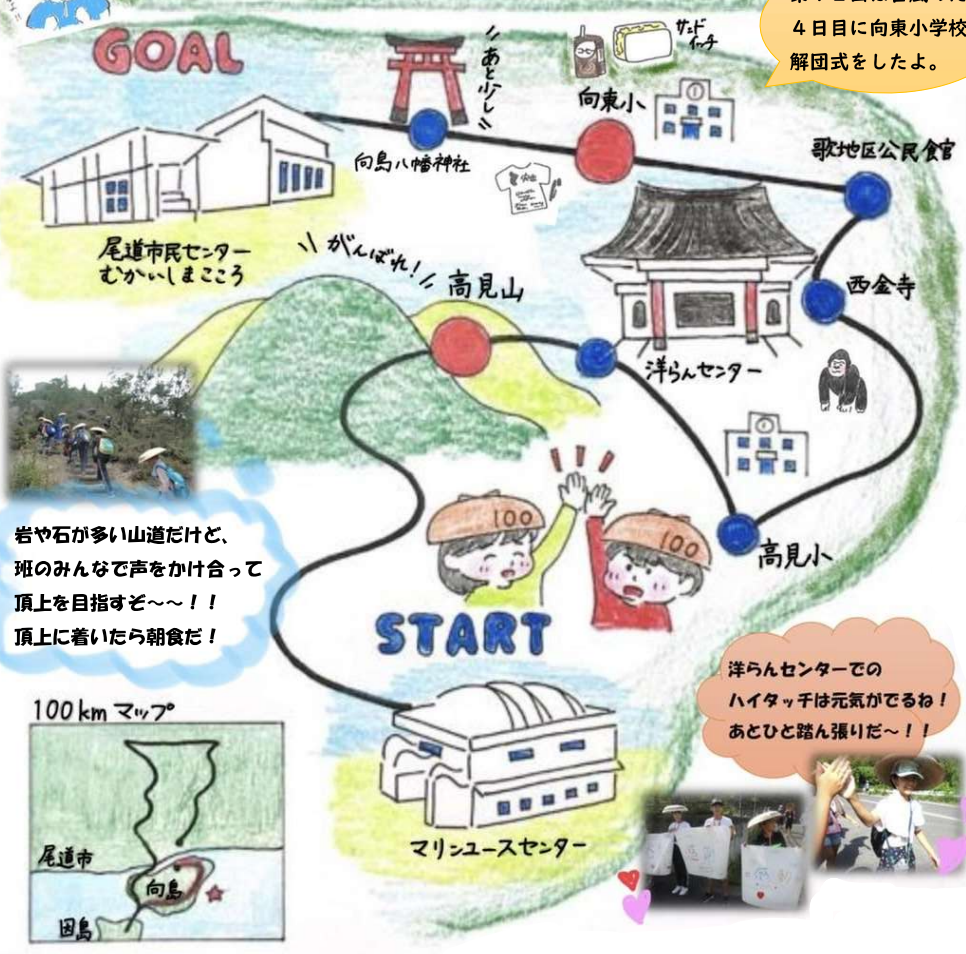 ４日目に向東小学校
解団式をしたよ。
GOAL
あと少し
サンド
イッチ
向東小
歌地区公民館
向島八幡神社
尾道市民センター
むかいしまこころ
がんばれ！
高見山
西金寺
洋らんセンター
岩や石が多い山道だけど、
班のみんなで声をかけ合って
頂上を目指すぞ～～！！
頂上に着いたら朝食だ！
100
100
高見小
START
洋らんセンターでの
ハイタッチは元気がでるね！
あとひと踏ん張りだ～！！
100kmマップ
尾道市
向島
因島
マリンユースセンター